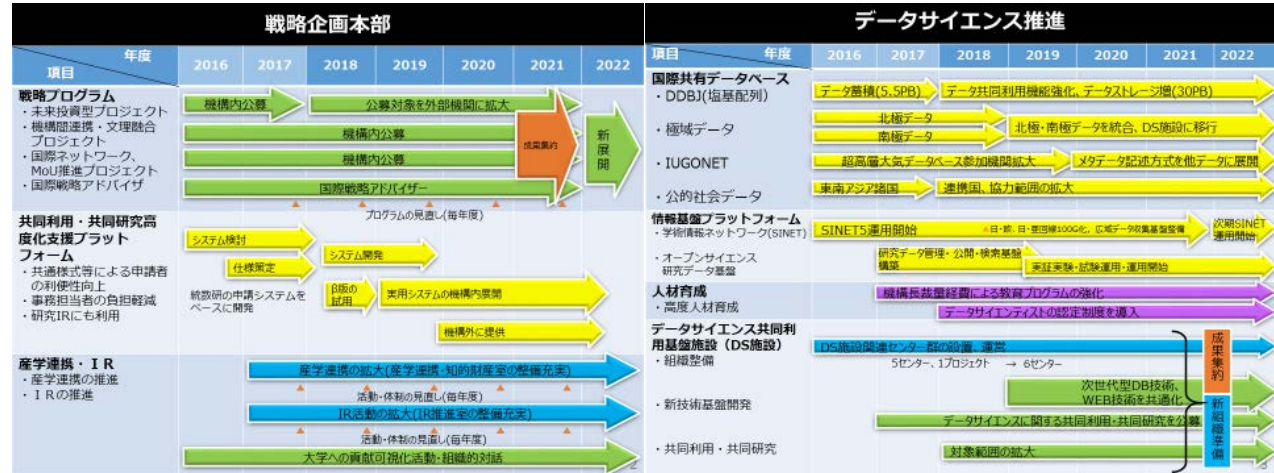 戦略企画本部
年度
項目
2016 2017 2018 2019 2020 2021 2022
戦略プログラム
・未来投資型プロジェクト
・機構間連携・文理融合
プロジェクト
・国際ネットワーク、
MoU推進プロジェクト
・国際戦略アドバイザ
機構内公募
公募対象を外部機関に拡大
機構内公募
機構内公募
国際戦略アドバイザー
成果集約
新展開
プログラムの見直し(毎年度)
共同利用・共同研究高
度化支援プラット
フォーム
・共通様式等による申請者
の利便性向上
・事務担当者の負担軽減
・研究IRにも利用
システム検討
仕様策定
システム開発
統数研の申請システムを
ベースに開発
β版の
試用
実用システムの機構内展開
機構外に提供
産学連携・IR
・産学連携の推進
・IRの推進
産学連携の拡大(産学連携・知的財産室の整備充実)
活動・体制の見直し(毎年度)
IR活動の拡大(IR推進室の整備充実)
活動・体制の見直し(毎年度)
大学への貢献可視化活動・組織的対話
2
データサイエンス推進
項目
年度
2016 2017 2018 2019 2020 2021 2022
国際共有データベース
・DDBJ(塩基配列)
データ蓄積(5.5PB)
データ共同利用機能強化、データストレージ増(30PB)
・極域データ
北極データ
南極データ
北極・南極データを統合、DS施設に移行
・IUGONET
超高層大気データベース参加機関拡大
メタデータ記述方式を他データに展開
・公的社会データ
東南アジア諸国
連携国、協力範囲の拡大
情報基盤プラットフォーム
・学術情報ネットワーク(SINET)
SINET5運用開始
▲日・欧、日・亜回線100G化，広域データ収集基盤整備
次期SINET
運用開始
・オープンサイエンス
研究データ基盤
研究データ管理・公開・検索基盤
構築
実証実験・試験運用・運用開始
人材育成
・高度人材育成
機構長裁量経費による教育プログラムの強化
データサイエンティストの認定制度を導入
データサイエンス共同利
用基盤施設（DS施設）
・組織整備
DS施設関連センター群の設置、運営
5センター、1プロジェクト → 6センター
・新技術基盤開発
次世代型DB技術、
WEB技術を共通化
データサイエンスに関する共同利用・共同研究を公募
・共同利用・共同研究
対象範囲の拡大
成果集約
新組織準備